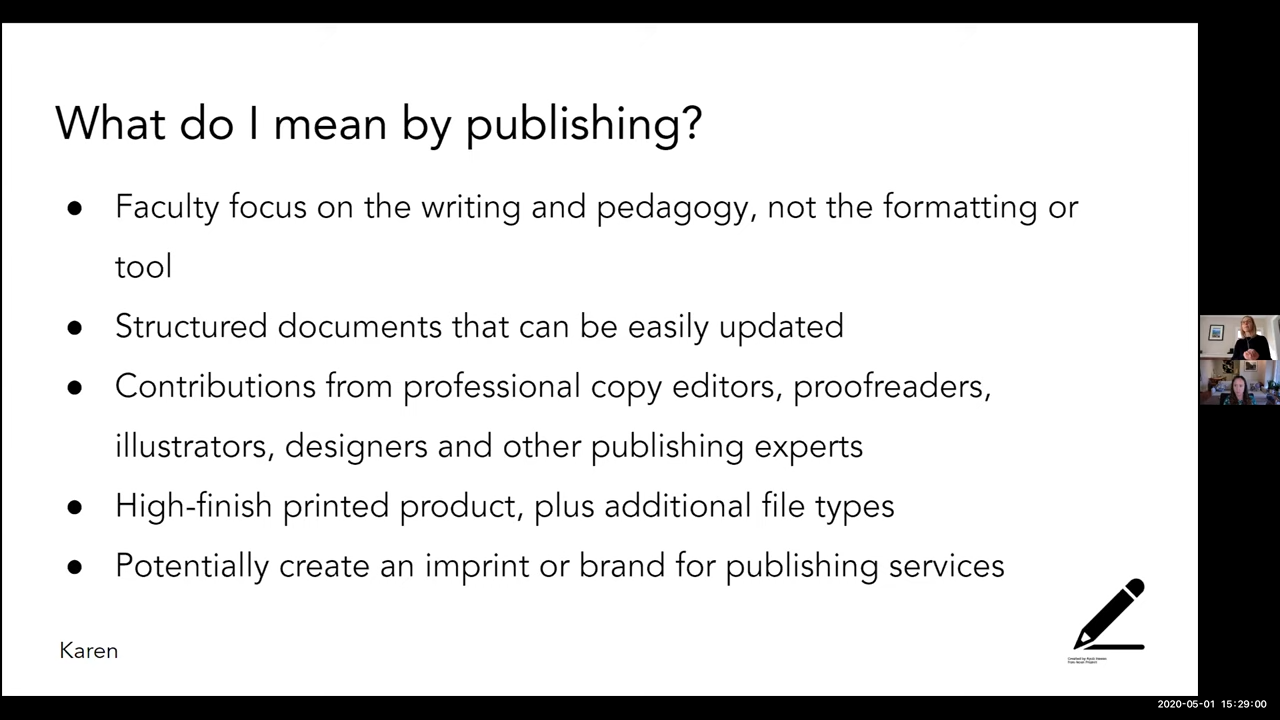 What do I mean by publishing?
● Faculty focus on the writing and pedagogy, not the formatting or
tool
● Structured documents that can be easily updated
● Contributions from professional copy editors, proofreaders,
illustrators, designers and other publishing experts
● High-finish printed product, plus additional file types
● Potentially create an imprint or brand for publishing services
Karen
from Noun Project
2020-05-01 15:29:00